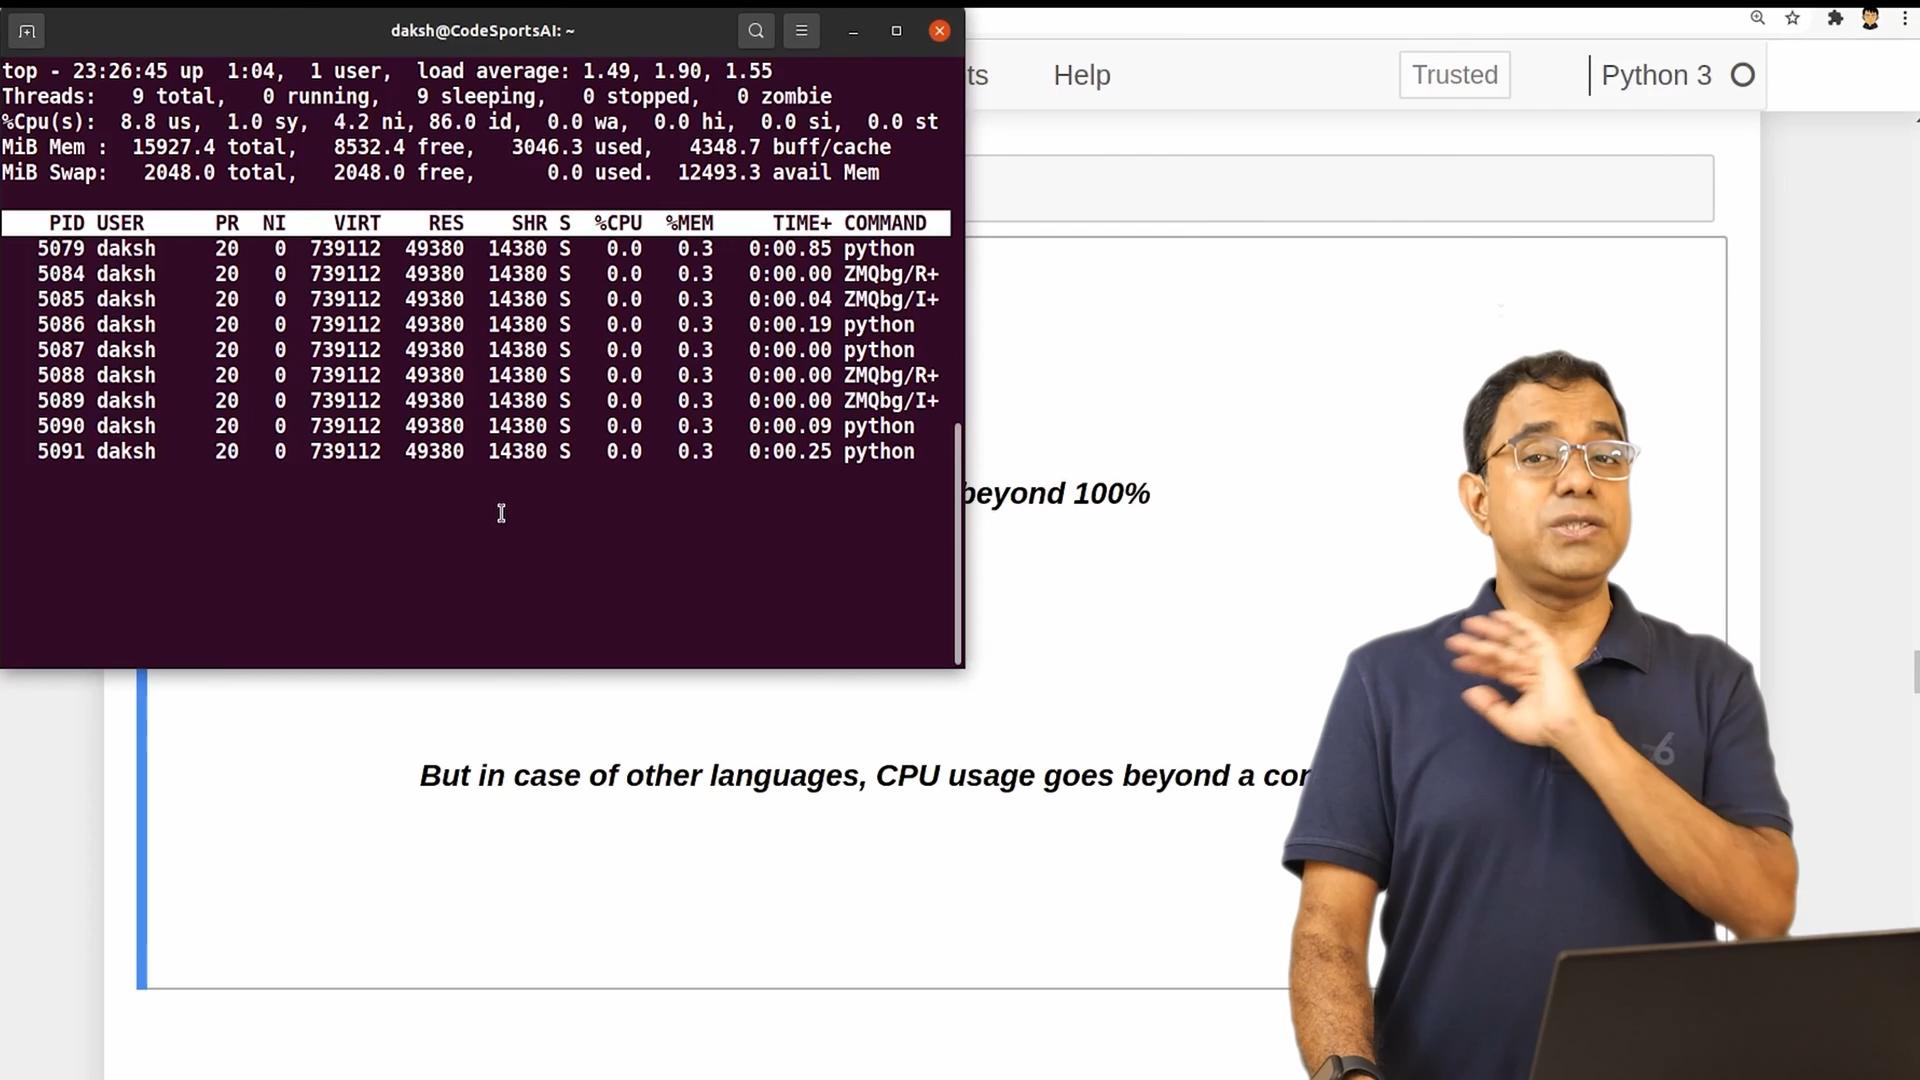 daksh@CodeSportsAI: ~
top - 23:26:45 up 1:04, 1 user, load average: 1.49, 1.90, 1.55
Threads: 9 total, 0 running, 9 sleeping, 0 stopped, 0 zombie
%Cpu(s): 8.8 us, 1.0 sy, 4.2 ni, 86.0 id, 0.0 wa, 0.0 hi, 0.0 si, 0.0 st
MiB Mem : 15927.4 total, 8532.4 free, 3046.3 used, 4348.7 buff/cache
MiB Swap: 2048.0 total, 2048.0 free, 0.0 used. 12493.3 avail Mem
PID USER PR NI VIRT RES SHR S %CPU %MEM TIME+ COMMAND
5079 daksh 20 0 739112 49380 14380 S 0.0 0.3 0:00.85 python
5084 daksh 20 0 739112 49380 14380 S 0.0 0.3 0:00.00 ZMQbg/R+
5085 daksh 20 0 739112 49380 14380 S 0.0 0.3 0:00.04 ZMQbg/I+
5086 daksh 20 0 739112 49380 14380 S 0.0 0.3 0:00.19 python
5087 daksh 20 0 739112 49380 14380 S 0.0 0.3 0:00.00 python
5088 daksh 20 0 739112 49380 14380 S 0.0 0.3 0:00.00 ZMQbg/R+
5089 daksh 20 0 739112 49380 14380 S 0.0 0.3 0:00.00 ZMQbg/I+
5090 daksh 20 0 739112 49380 14380 S 0.0 0.3 0:00.09 python
5091 daksh 20 0 739112 49380 14380 S 0.0 0.3 0:00.25 python
ts Help Trusted Python 3
beyond 100%
But in case of other languages, CPU usage goes beyond a cor